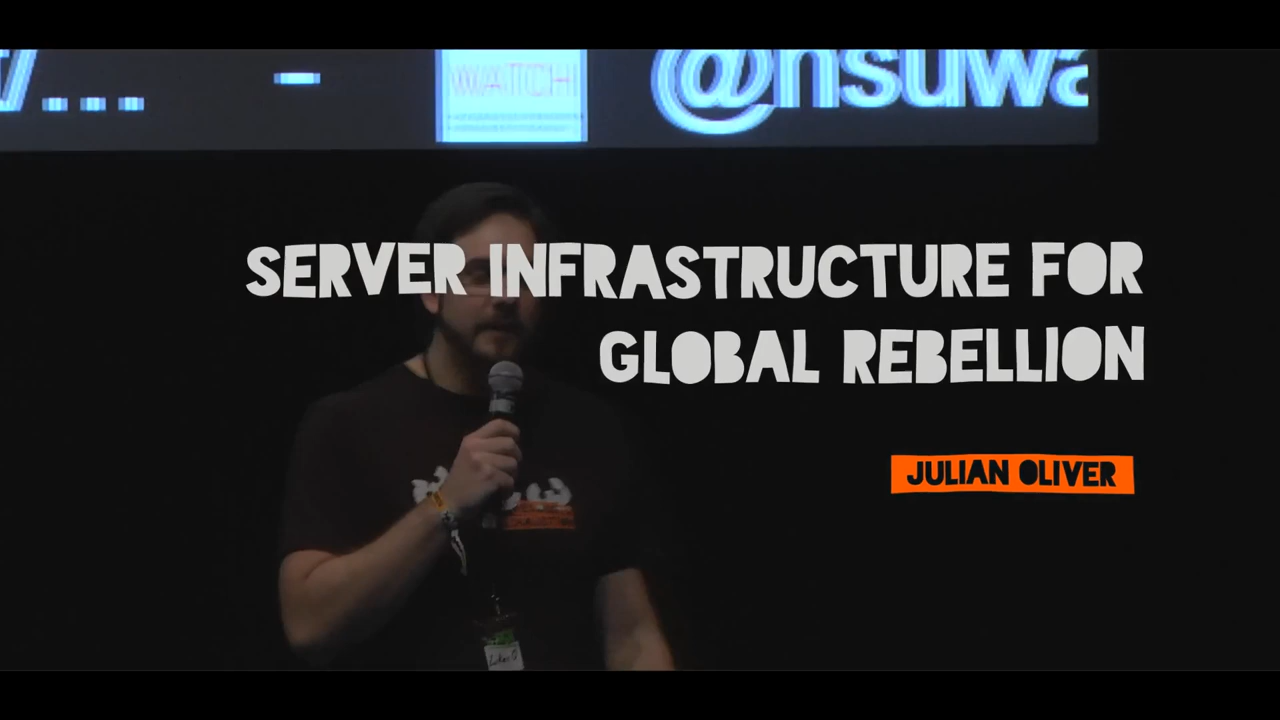 ... - WATCH @nsuwa
SERVER INFRASTRUCTURE FOR
GLOBAL REBELLION
JULIAN OLIVER